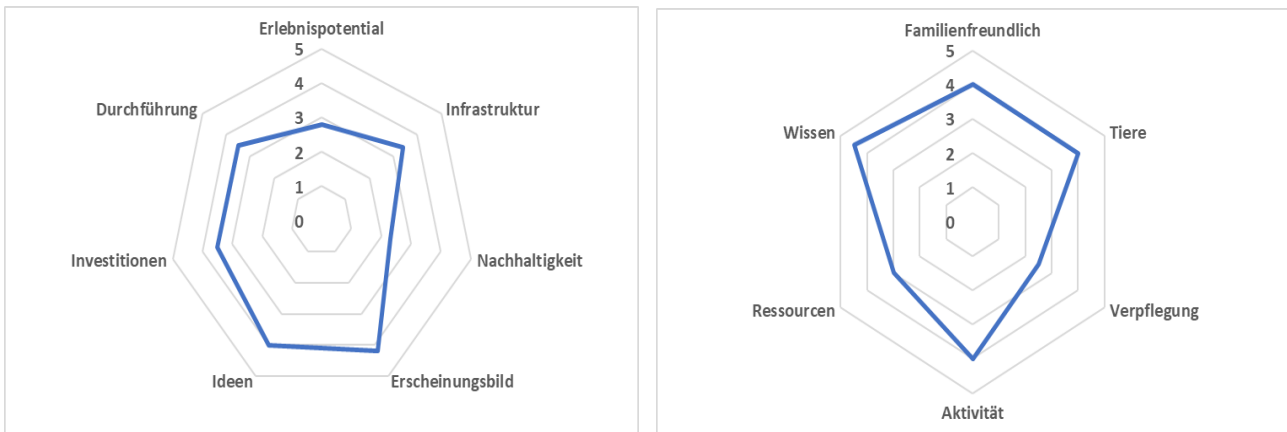 Erlebnispotential
5
4
3
2
1
0
Durchführung
Infrastruktur
Investitionen
Nachhaltigkeit
Ideen
Erscheinungsbild
Familienfreundlich
5
4
3
2
1
0
Wissen
Tiere
Ressourcen
Verpflegung
Aktivität